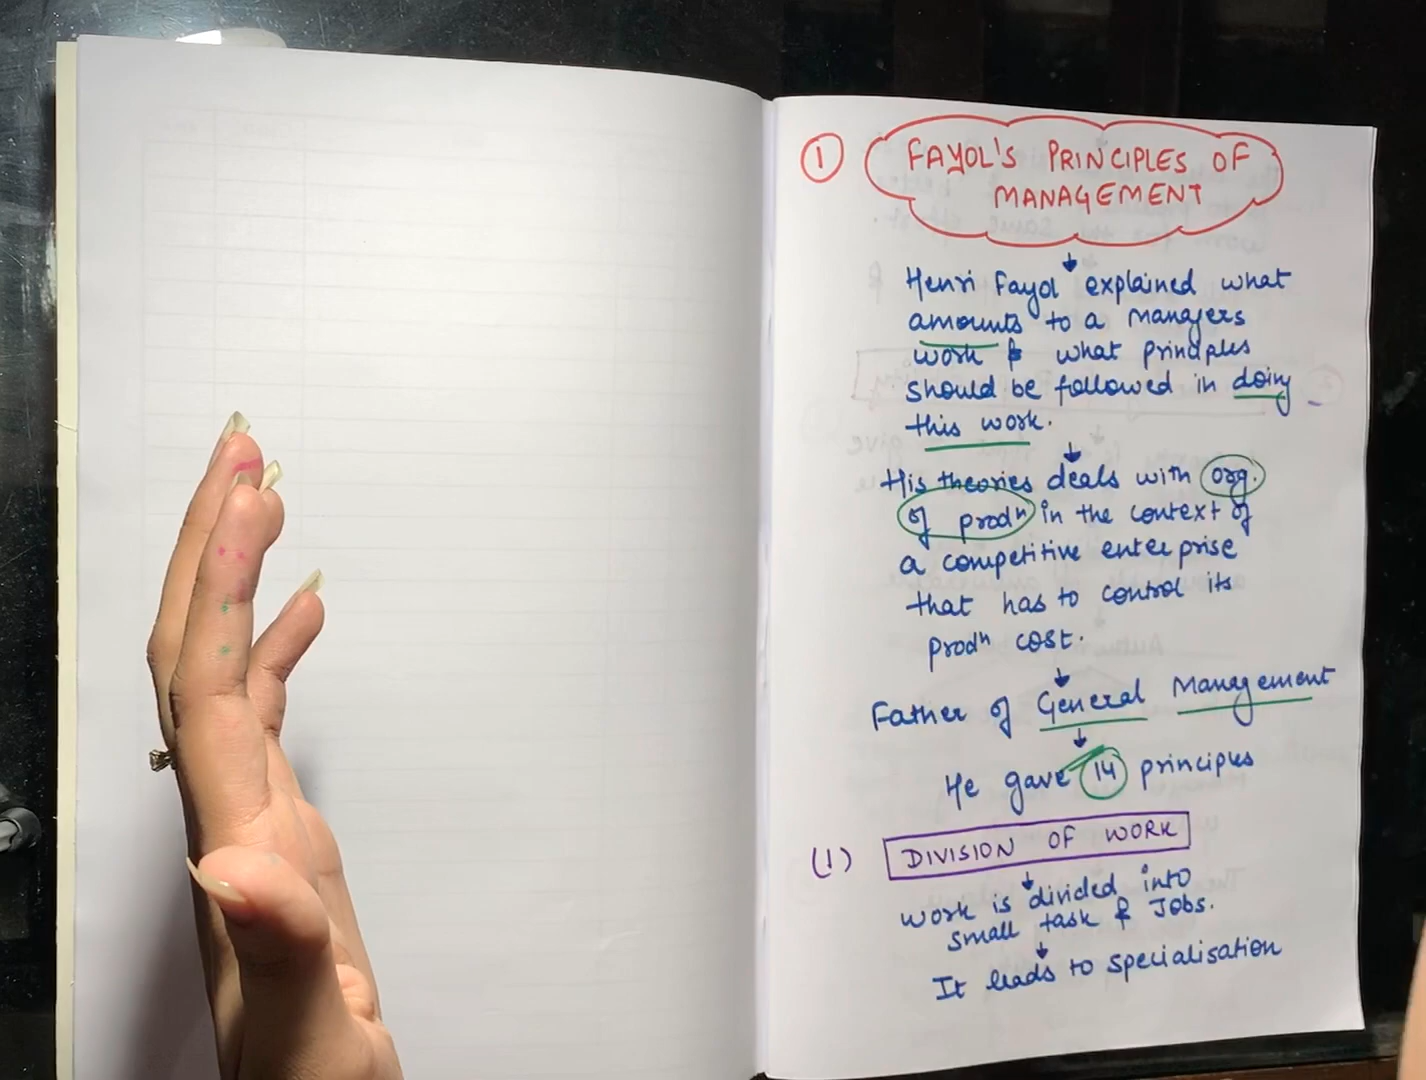 1 FAYOL'S PRINCIPLES OF
MANAGEMENT
Henri Fayol explained what
amounts to a managers
work & what principles
should be followed in doing
this work.
His theories deals with org.
of prodⁿ in the context of
a competitive enterprise
that has to control its
prodⁿ cost.
Father of General Management
He gave 14 principles
(1) DIVISION OF WORK
work is divided into
small task & Jobs.
It leads to specialisation